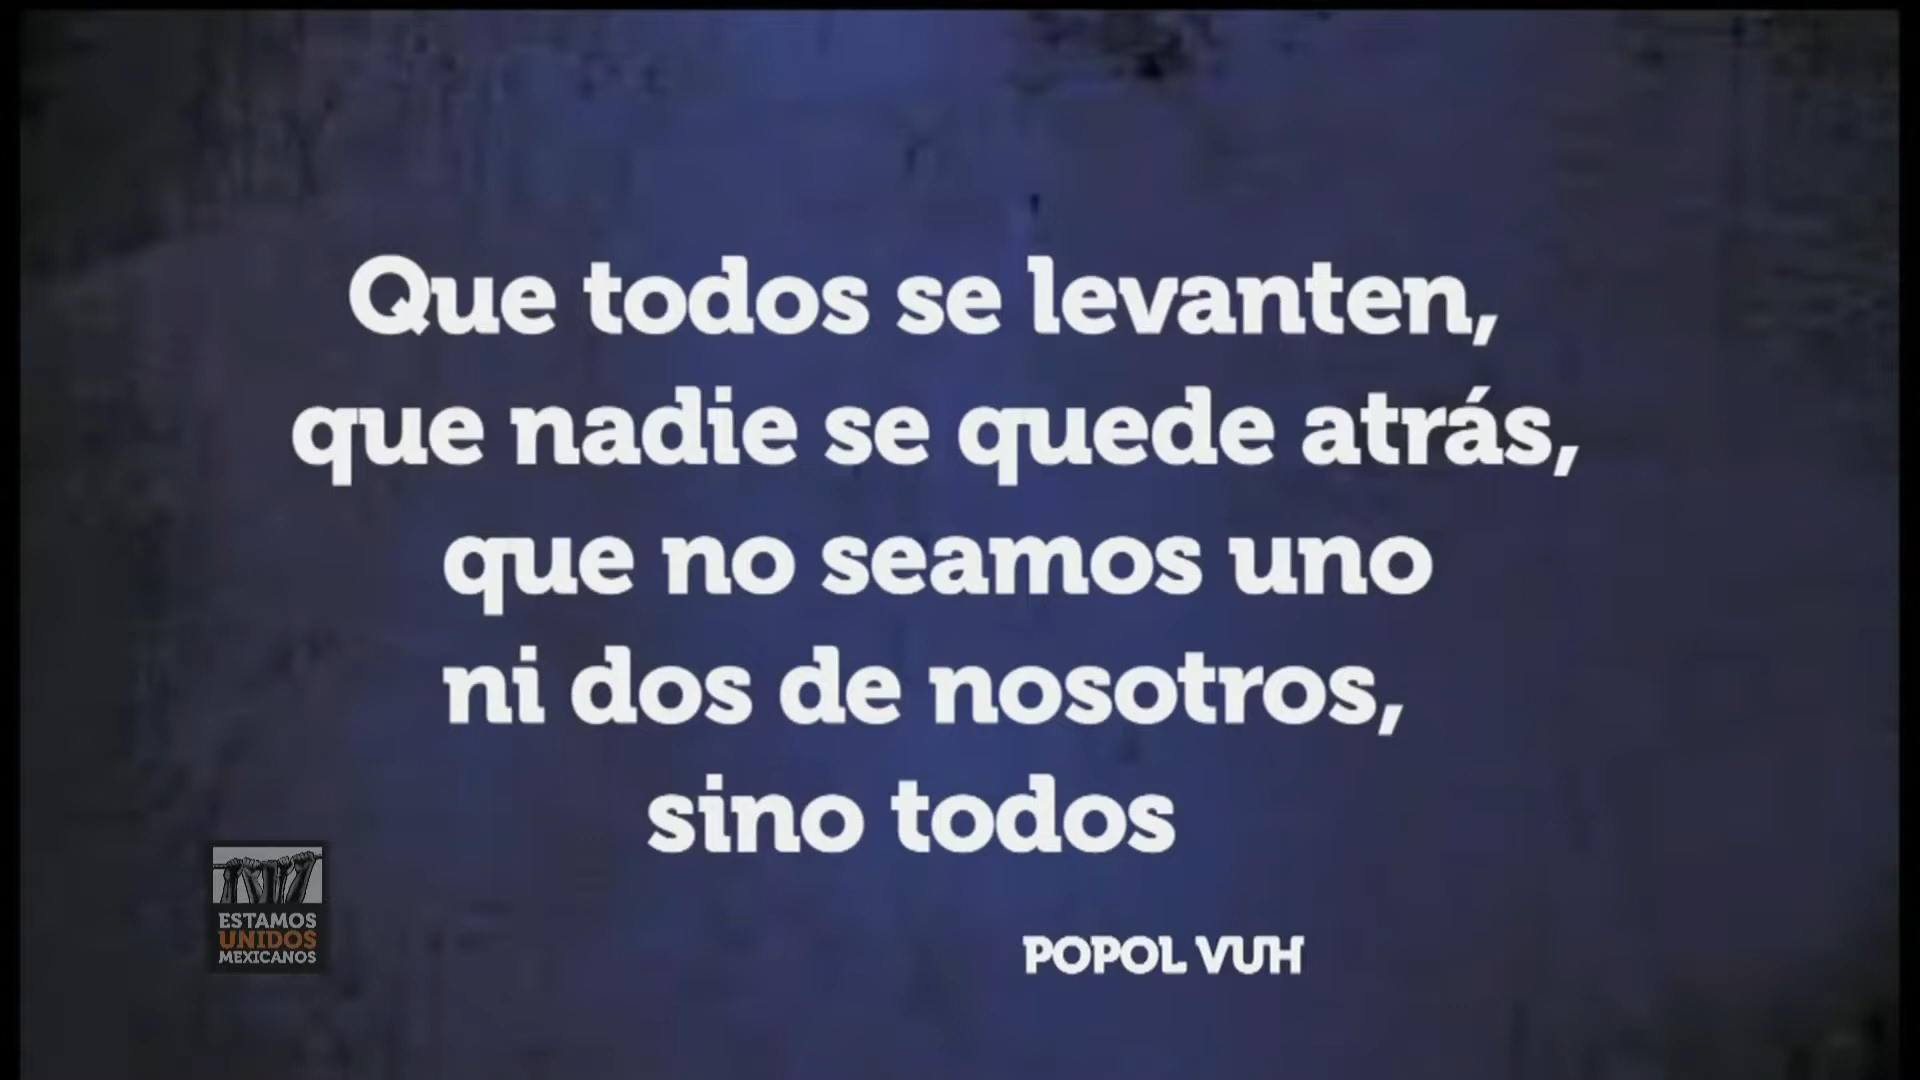 Que todos se levanten,
que nadie se quede atrás,
que no seamos uno
ni dos de nosotros,
sino todos
POPOL VUH
ESTAMOS
UNIDOS
MEXICANOS